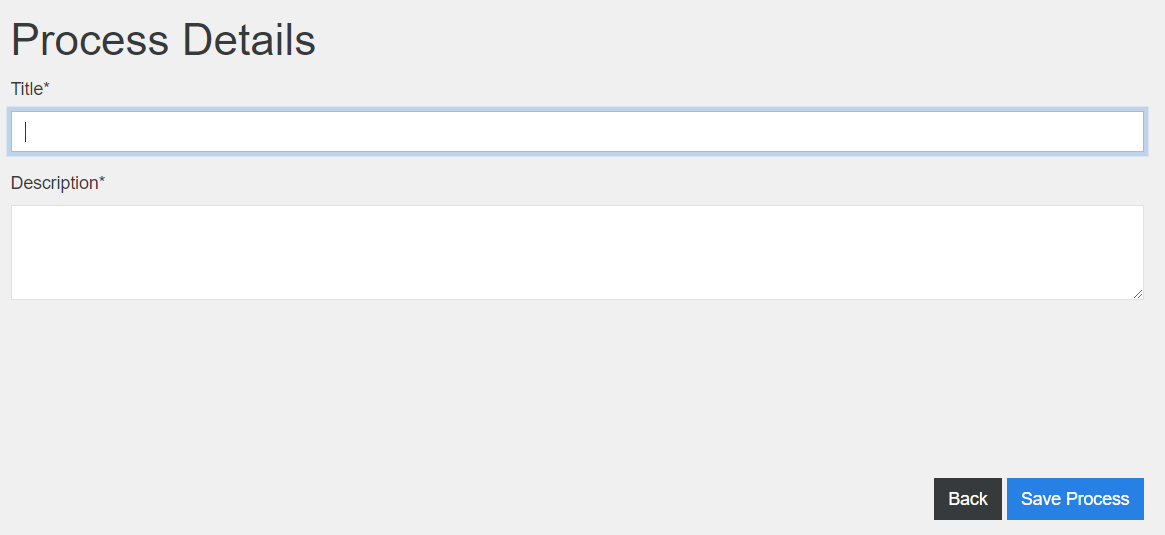 Process Details
Title*
Description*
Back Save Process